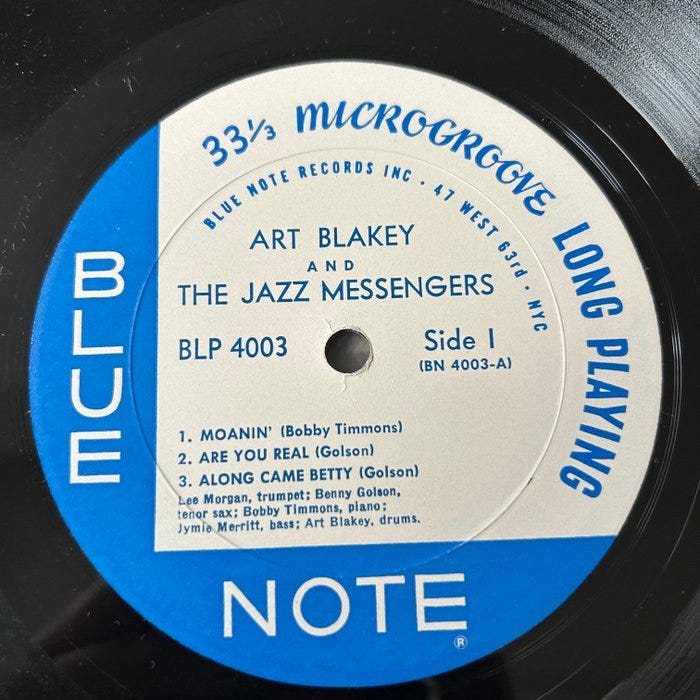 33⅓ MICROGROOVE LONG PLAYING
BLUE NOTE RECORDS INC · 47 WEST 63rd · NYC
ART BLAKEY
AND
THE JAZZ MESSENGERS
BLP 4003
Side 1
(BN 4003-A)
1. MOANIN' (Bobby Timmons)
2. ARE YOU REAL (Golson)
3. ALONG CAME BETTY (Golson)
Lee Morgan, trumpet; Benny Golson,
tenor sax; Bobby Timmons, piano;
Jymie Merritt, bass; Art Blakey, drums.
BLUE
NOTE
®